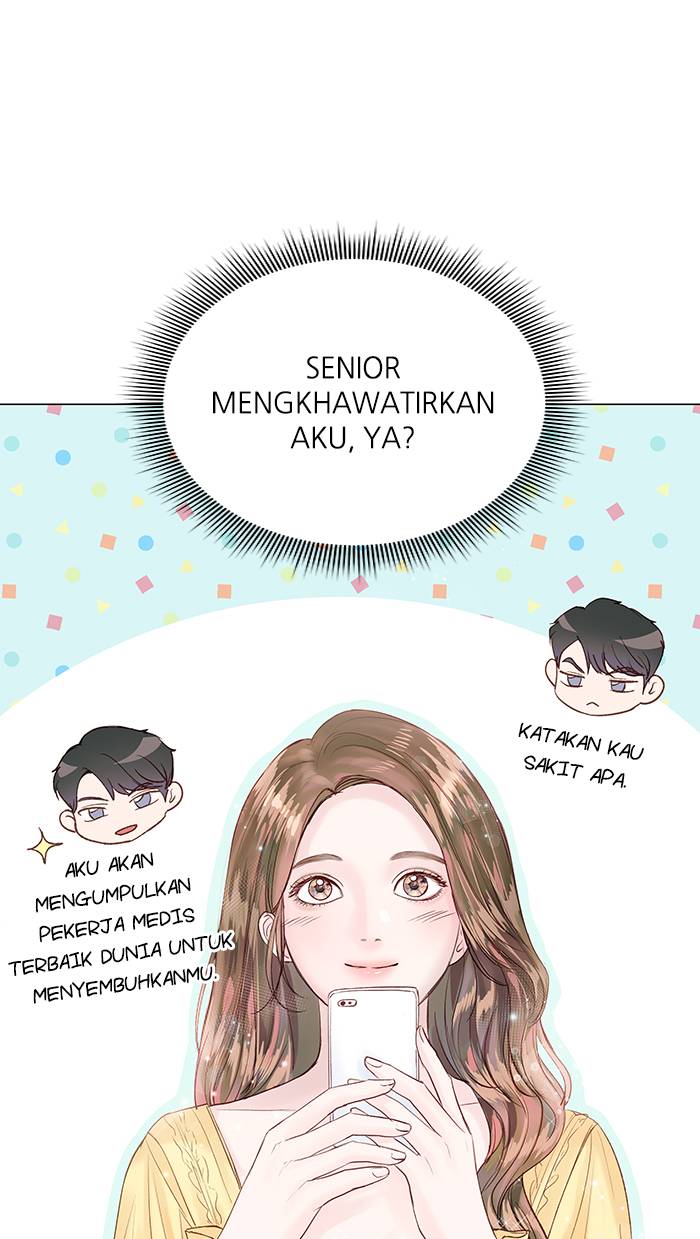 SENIOR
MENGKHAWATIRKAN
AKU, YA?
KATAKAN KAU
SAKIT APA.
AKU AKAN
MENGUMPULKAN
PEKERJA MEDIS
TERBAIK DUNIA UNTUK
MENYEMBUHKANMU.